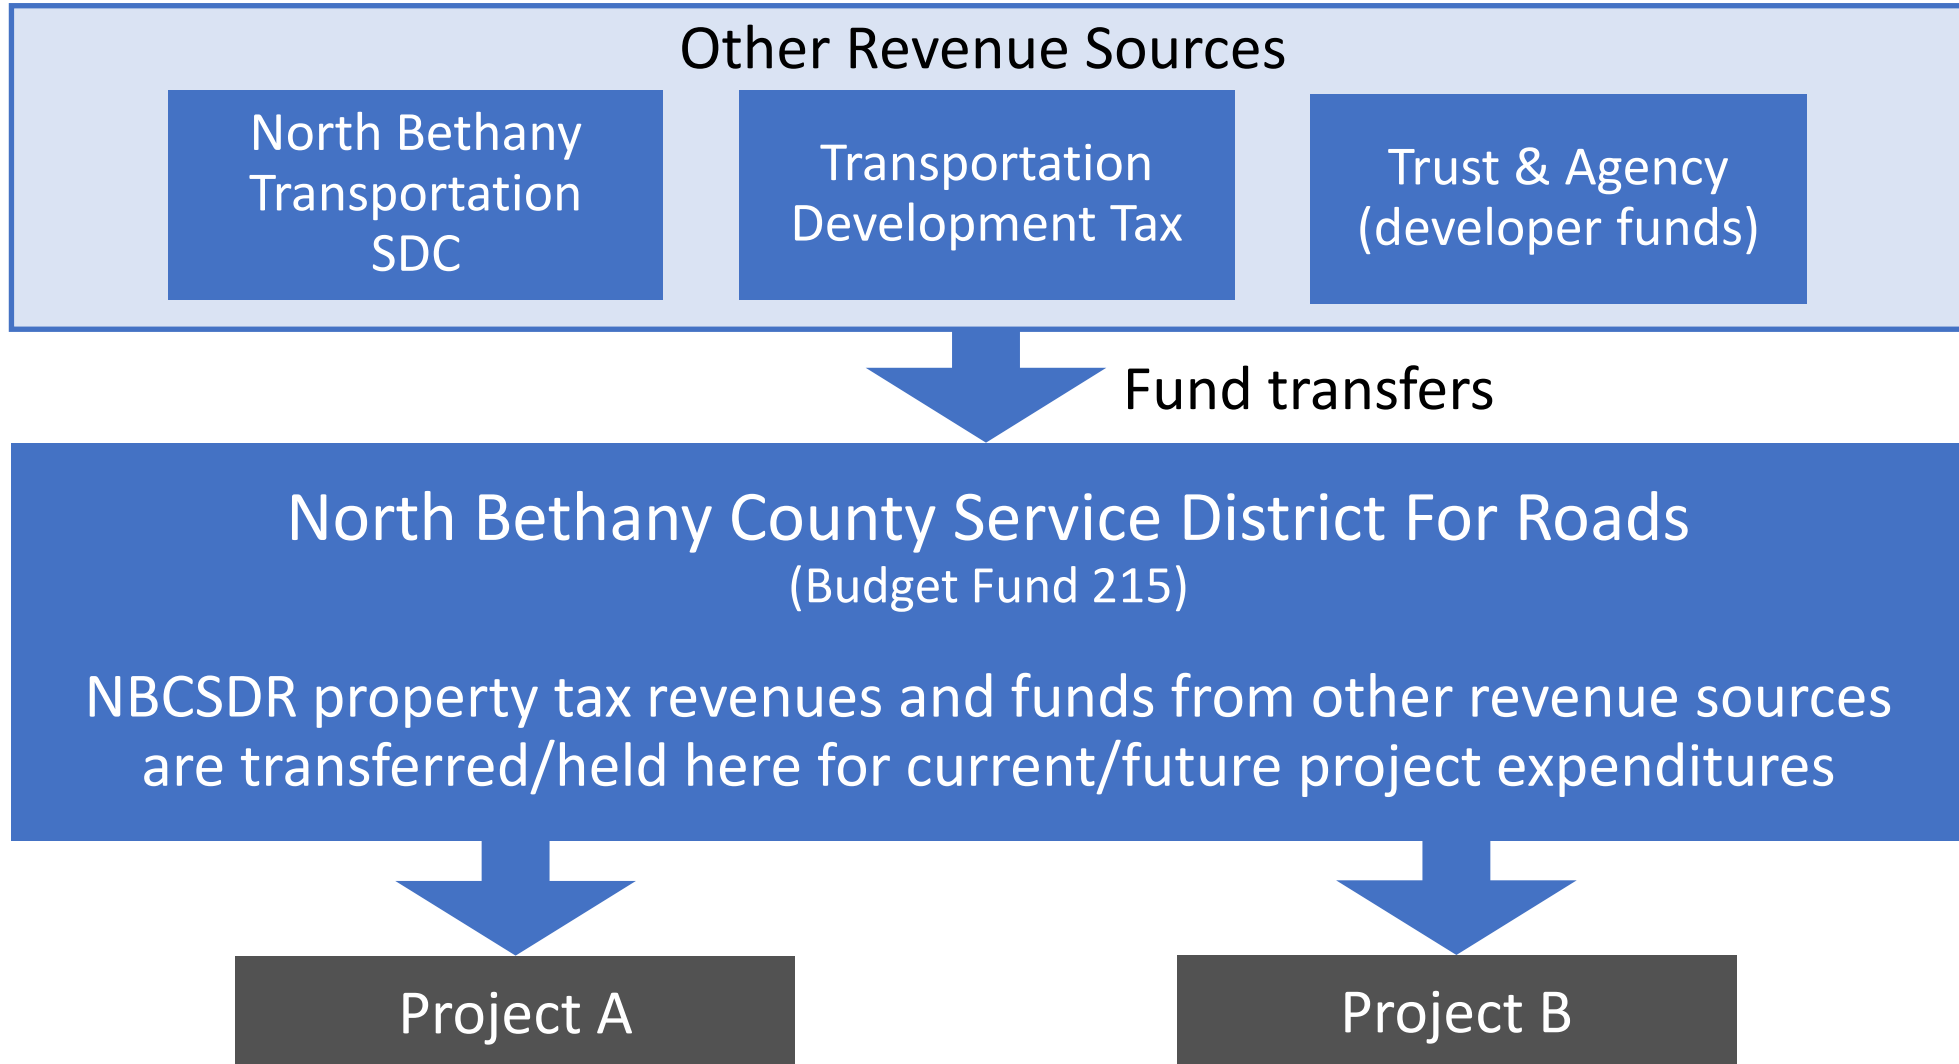 Other Revenue Sources
North Bethany
Transportation
SDC
Transportation
Development Tax
Trust & Agency
(developer funds)
Fund transfers
North Bethany County Service District For Roads
(Budget Fund 215)
NBCSDR property tax revenues and funds from other revenue sources
are transferred/held here for current/future project expenditures
Project A
Project B